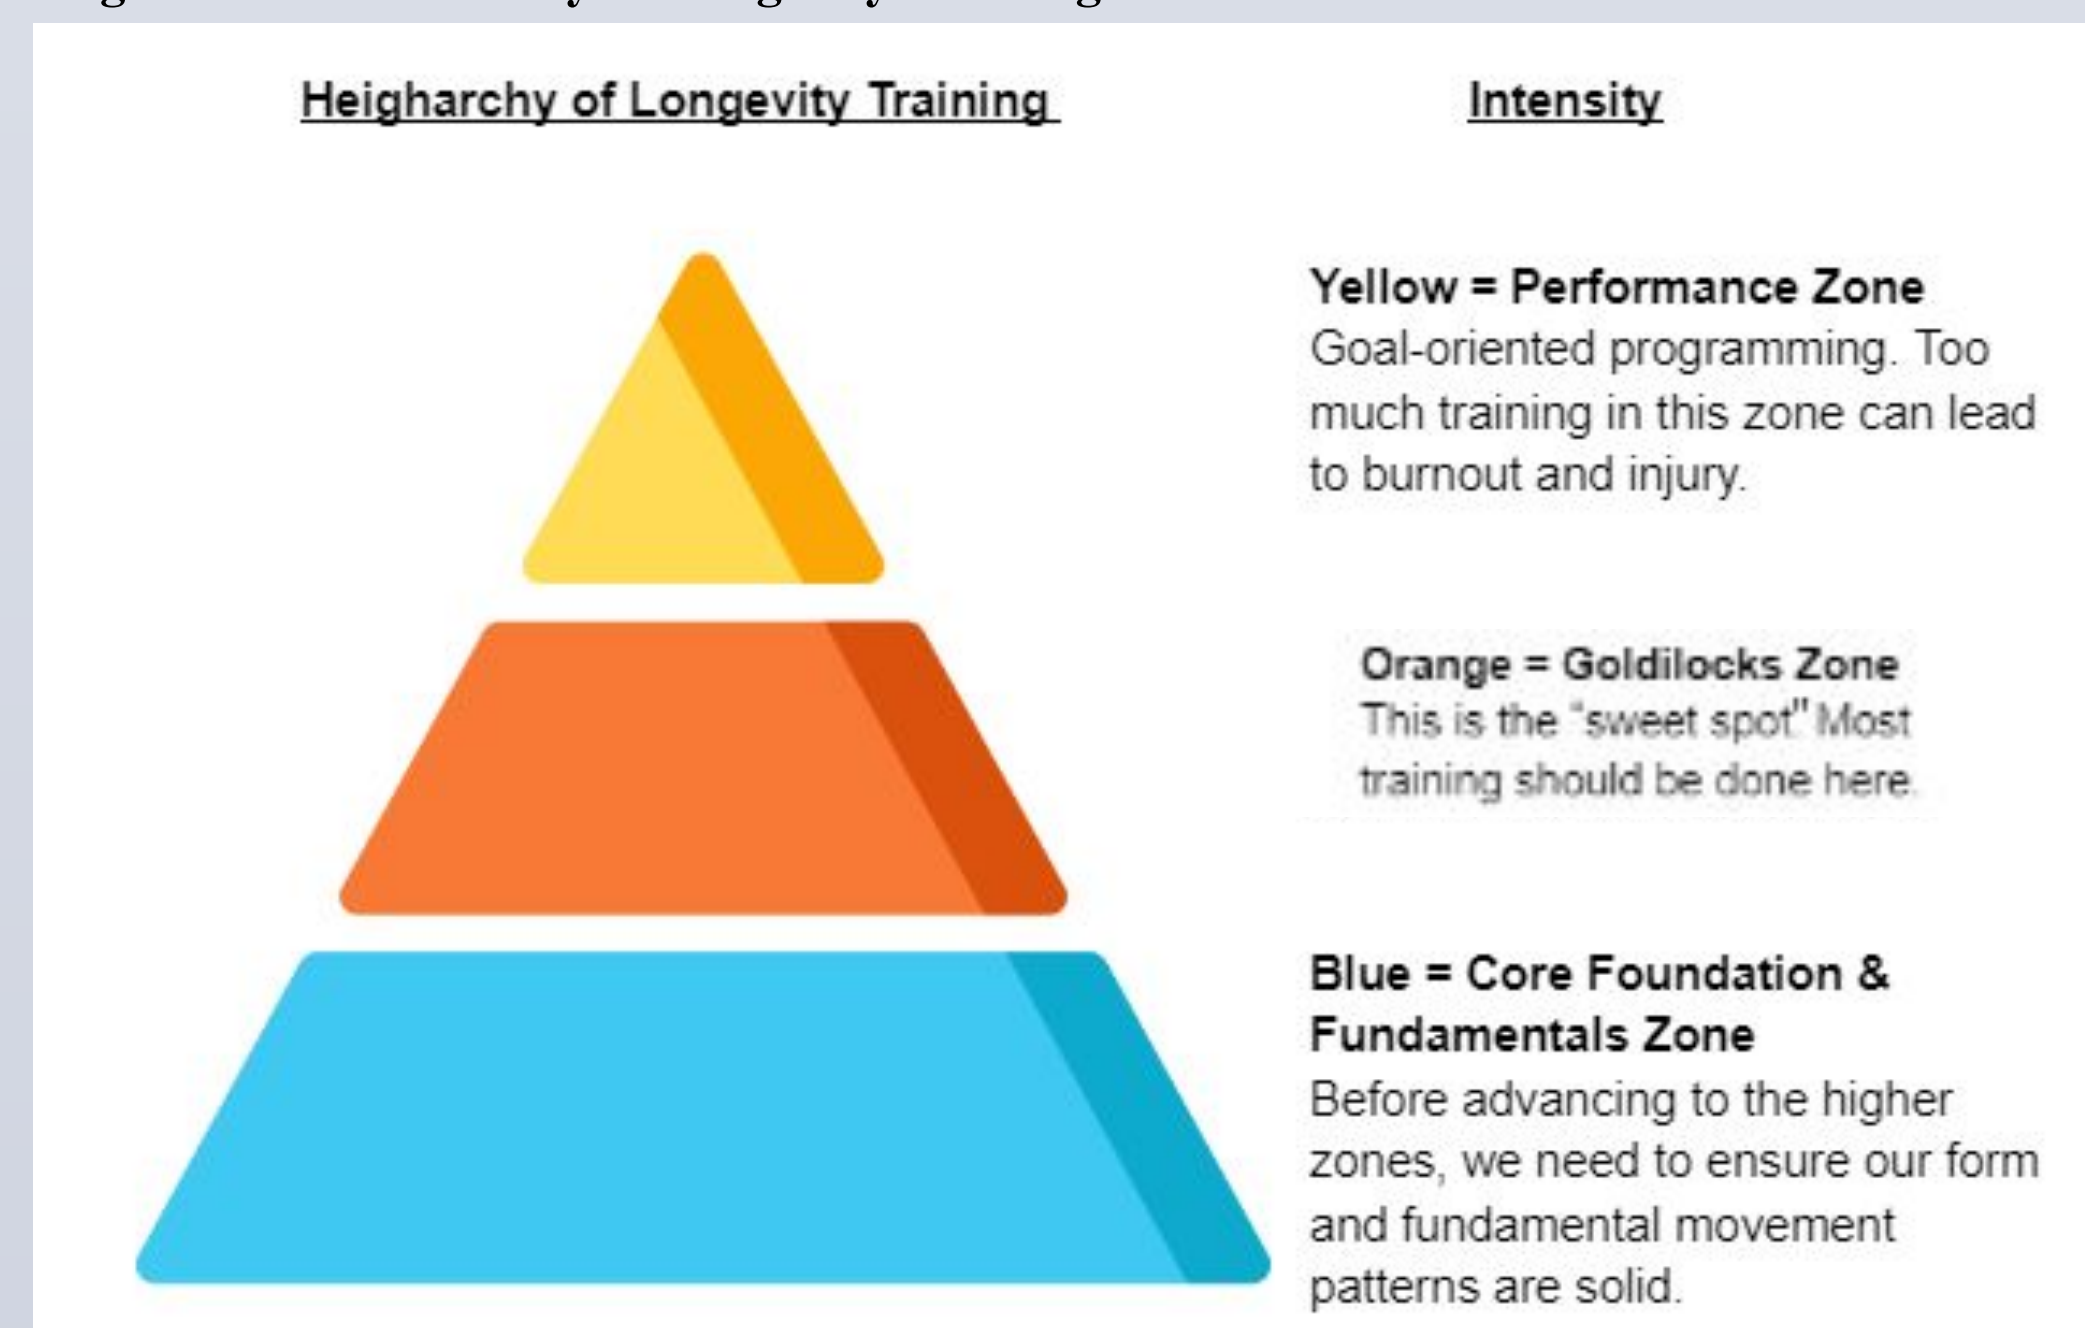 Heigharchy of Longevity Training
Intensity
Yellow = Performance Zone
Goal-oriented programming. Too
much training in this zone can lead
to burnout and injury.
Orange = Goldilocks Zone
This is the “sweet spot" Most
training should be done here.
Blue = Core Foundation &
Fundamentals Zone
Before advancing to the higher
zones, we need to ensure our form
and fundamental movement
patterns are solid.